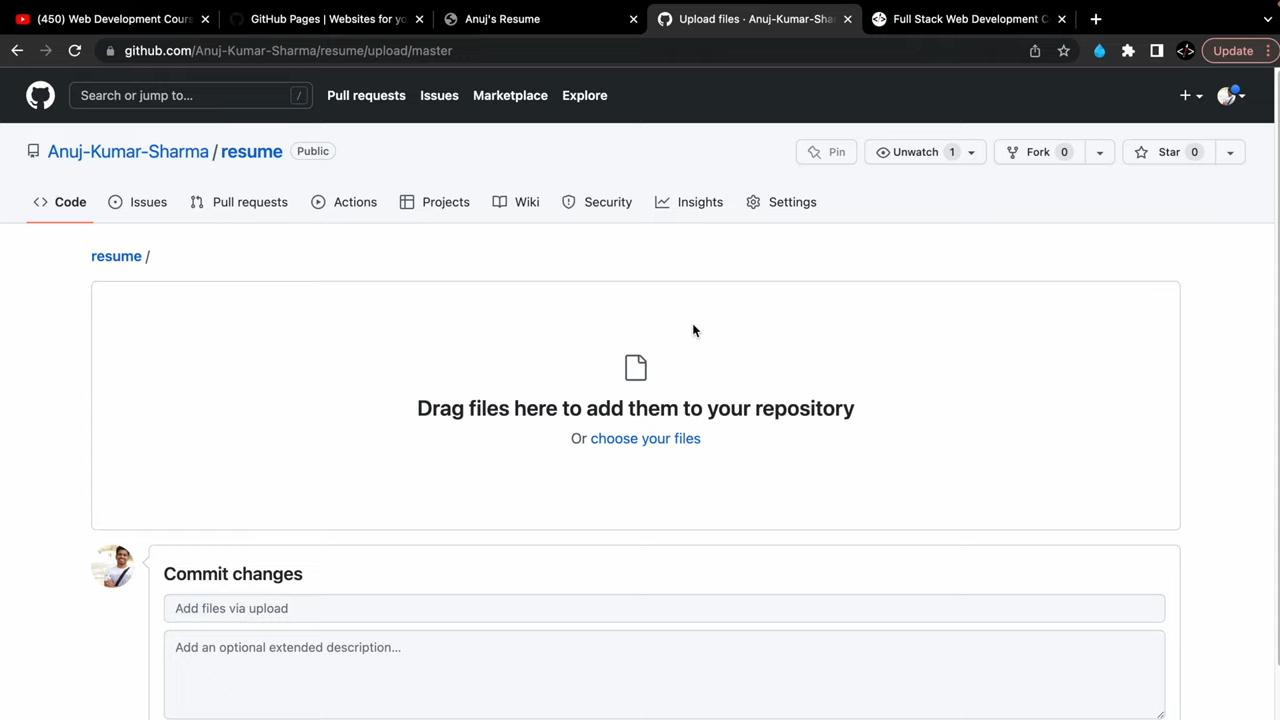 (450) Web Development Cours
GitHub Pages | Websites for yo
Anuj's Resume
Upload files · Anuj-Kumar-Shar
Full Stack Web Development C
github.com/Anuj-Kumar-Sharma/resume/upload/master
Update
Search or jump to...
/
Pull requests
Issues
Marketplace
Explore
Anuj-Kumar-Sharma / resume
Public
Pin
Unwatch 1
Fork 0
Star 0
Code
Issues
Pull requests
Actions
Projects
Wiki
Security
Insights
Settings
resume /
Drag files here to add them to your repository
Or choose your files
Commit changes
Add files via upload
Add an optional extended description...